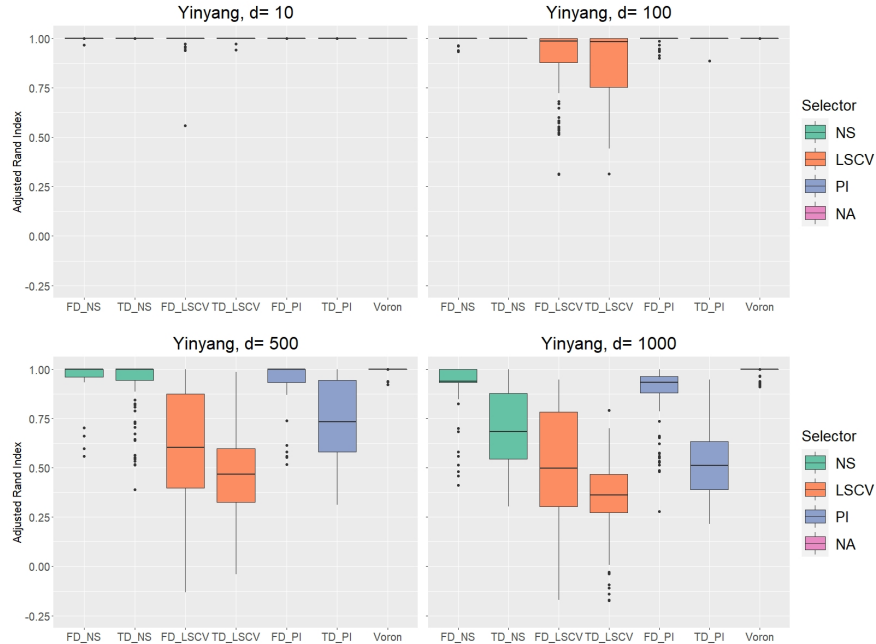 Yinyang, d= 10
Yinyang, d= 100
Adjusted Rand Index
1.00
0.75
0.50
0.25
0.00
-0.25
FD_NS TD_NS FD_LSCV TD_LSCV FD_PI TD_PI Voron
FD_NS TD_NS FD_LSCV TD_LSCV FD_PI TD_PI Voron
Selector
NS
LSCV
PI
NA
Yinyang, d= 500
Yinyang, d= 1000
Adjusted Rand Index
1.00
0.75
0.50
0.25
0.00
-0.25
FD_NS TD_NS FD_LSCV TD_LSCV FD_PI TD_PI Voron
FD_NS TD_NS FD_LSCV TD_LSCV FD_PI TD_PI Voron
Selector
NS
LSCV
PI
NA